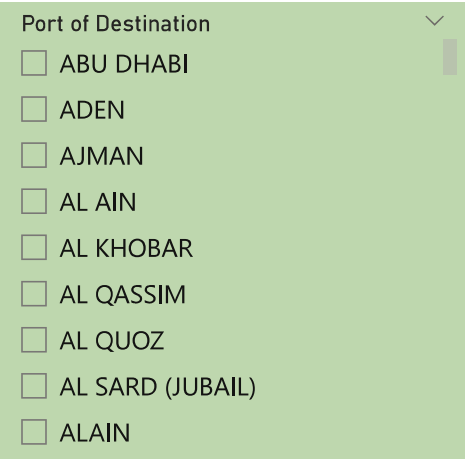 Port of Destination
ABU DHABI
ADEN
AJMAN
AL AIN
AL KHOBAR
AL QASSIM
AL QUOZ
AL SARD (JUBAIL)
ALAIN